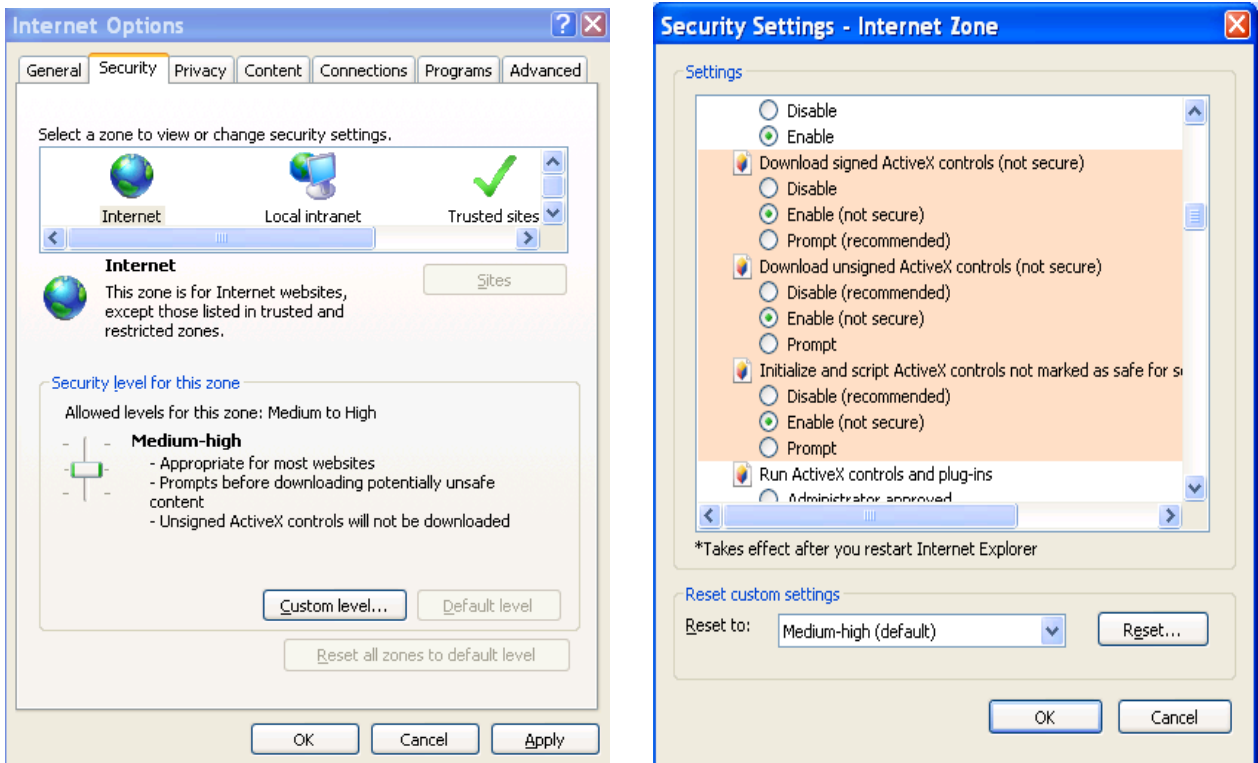 Internet Options
General Security Privacy Content Connections Programs Advanced
Select a zone to view or change security settings.
Internet Local intranet Trusted sites
Internet
This zone is for Internet websites,
except those listed in trusted and
restricted zones.
Sites
Security level for this zone
Allowed levels for this zone: Medium to High
Medium-high
- Appropriate for most websites
- Prompts before downloading potentially unsafe
content
- Unsigned ActiveX controls will not be downloaded
Custom level... Default level
Reset all zones to default level
OK Cancel Apply
Security Settings - Internet Zone
Settings
Disable
Enable
Download signed ActiveX controls (not secure)
Disable
Enable (not secure)
Prompt (recommended)
Download unsigned ActiveX controls (not secure)
Disable (recommended)
Enable (not secure)
Prompt
Initialize and script ActiveX controls not marked as safe for s
Disable (recommended)
Enable (not secure)
Prompt
Run ActiveX controls and plug-ins
Administrator approved
*Takes effect after you restart Internet Explorer
Reset custom settings
Reset to: Medium-high (default) Reset...
OK Cancel